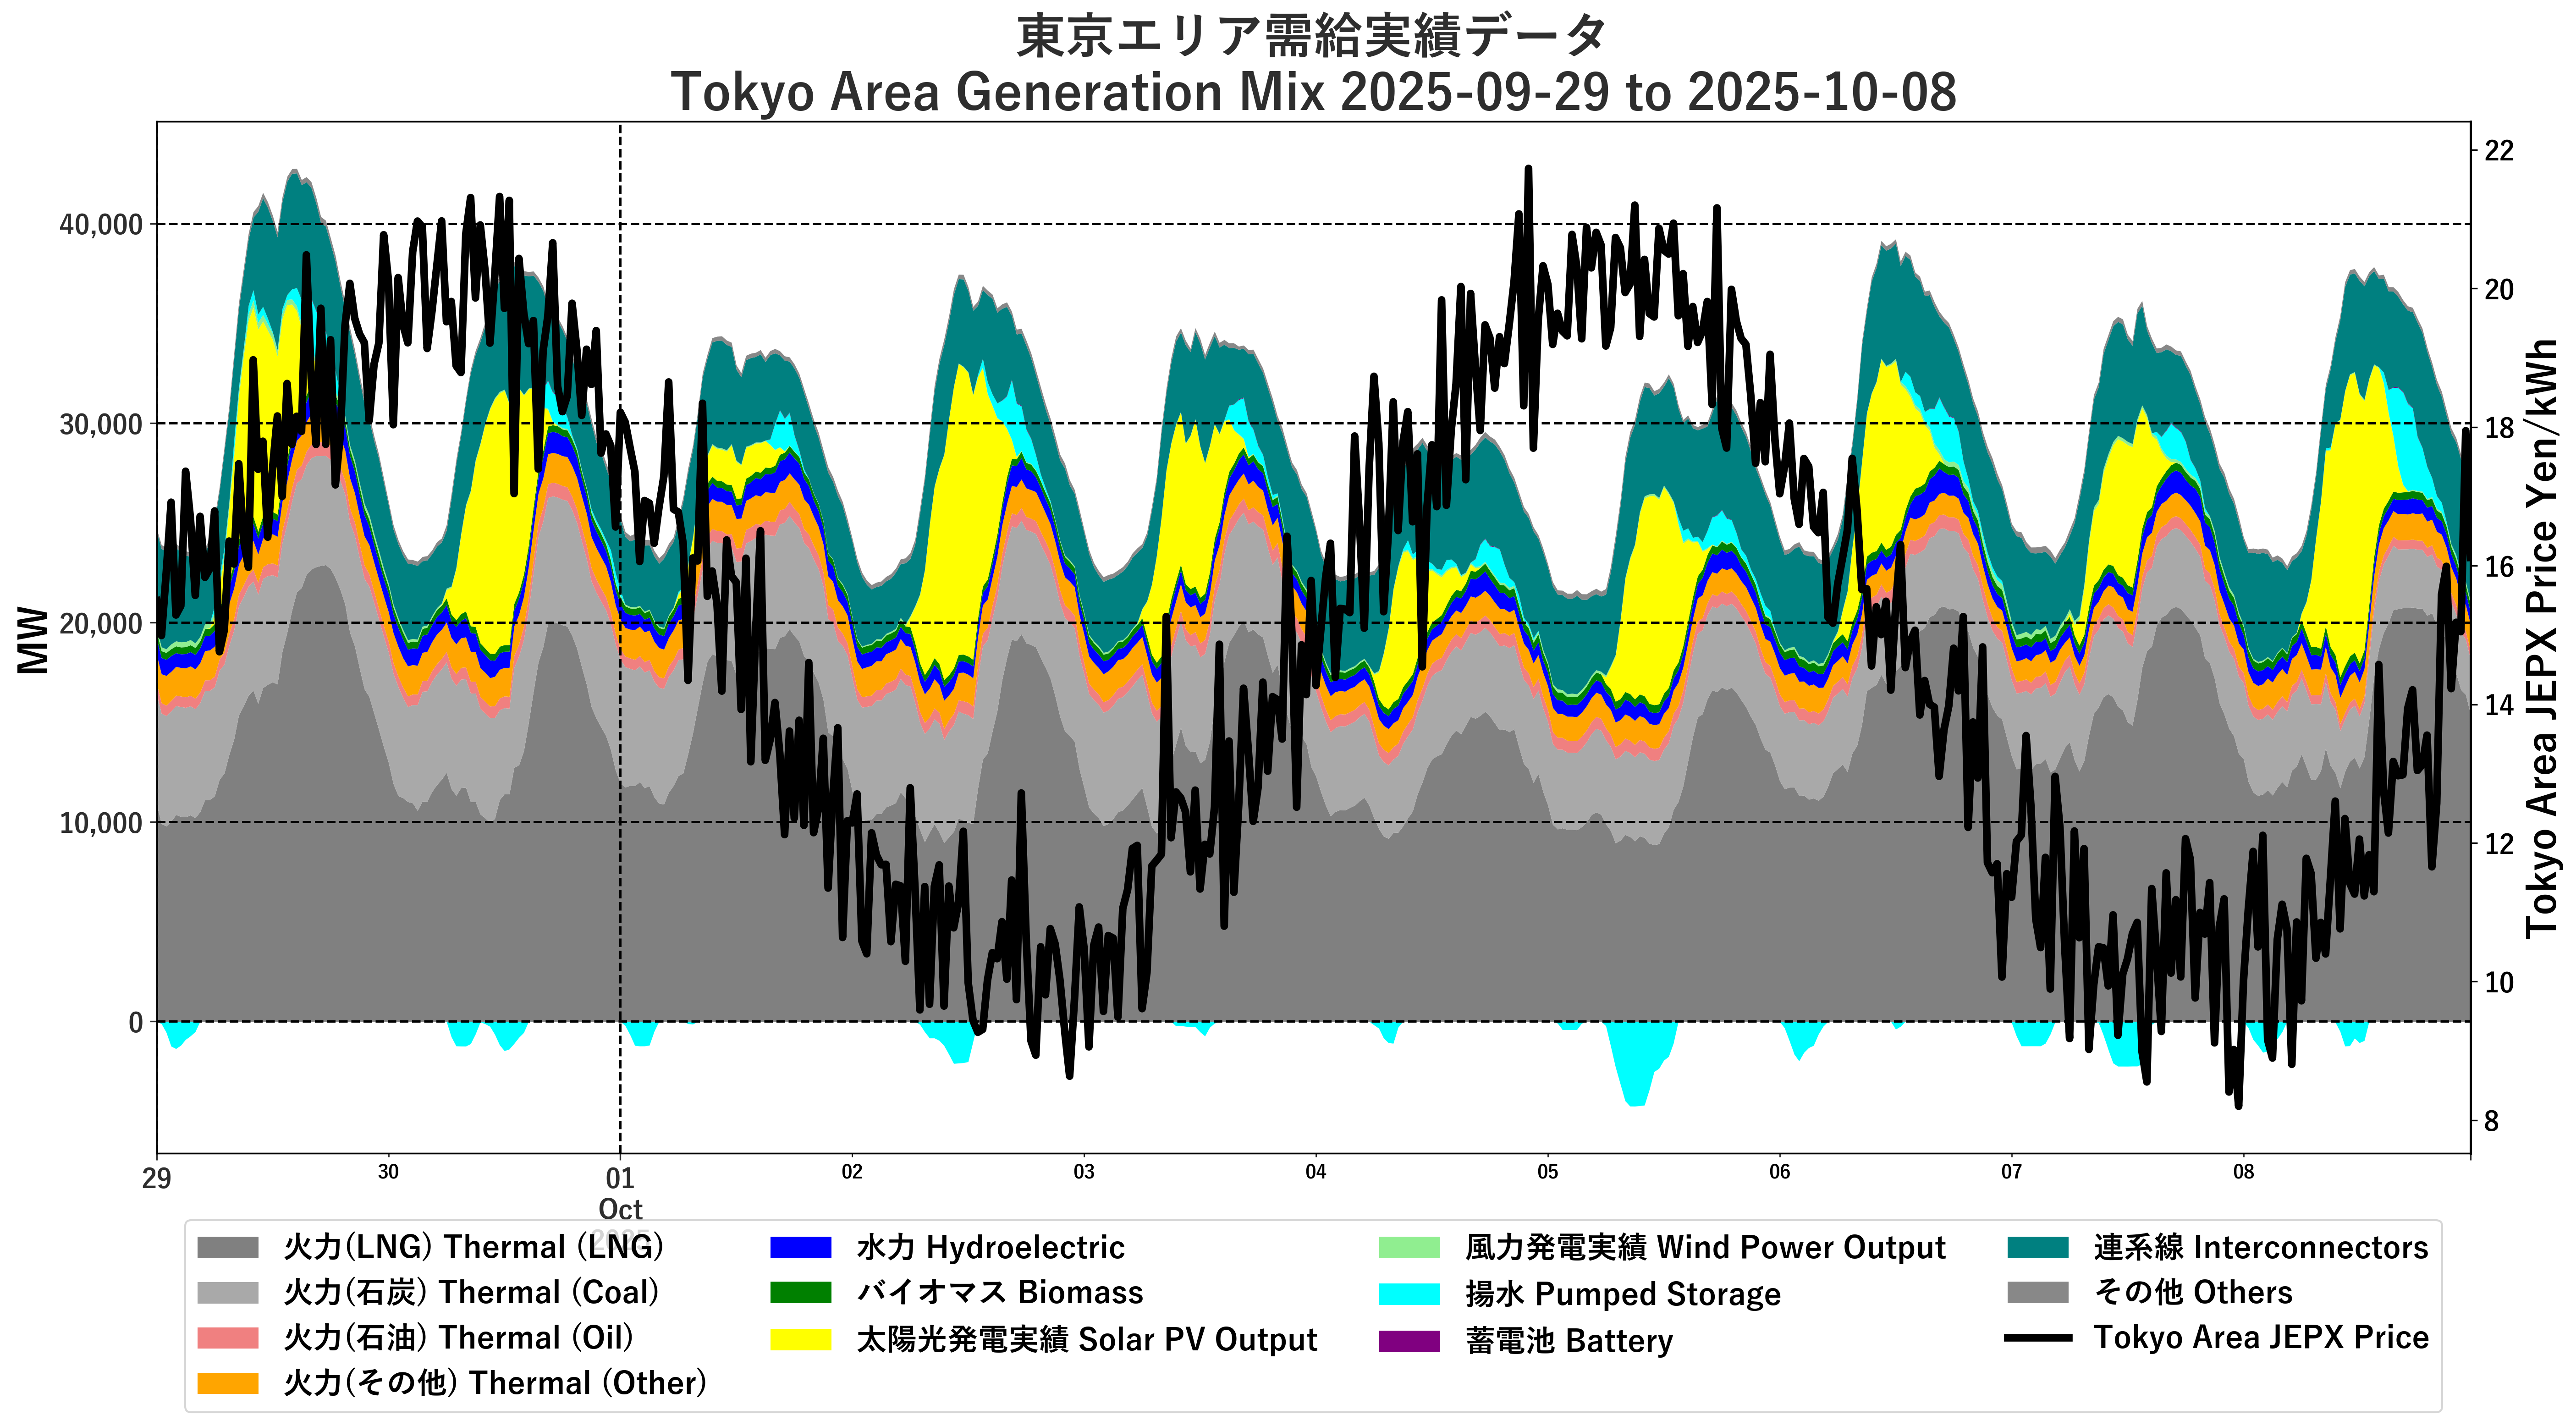 東京エリア需給実績データ
Tokyo Area Generation Mix 2025-09-29 to 2025-10-08
MW
40,000
30,000
20,000
10,000
0
22
20
18
16
14
12
10
8
Tokyo Area JEPX Price Yen/kWh
29
30
01
02
03
04
05
06
07
08
Oct
2025
火力(LNG) Thermal (LNG)
火力(石炭) Thermal (Coal)
火力(石油) Thermal (Oil)
火力(その他) Thermal (Other)
水力 Hydroelectric
バイオマス Biomass
太陽光発電実績 Solar PV Output
風力発電実績 Wind Power Output
揚水 Pumped Storage
蓄電池 Battery
連系線 Interconnectors
その他 Others
Tokyo Area JEPX Price